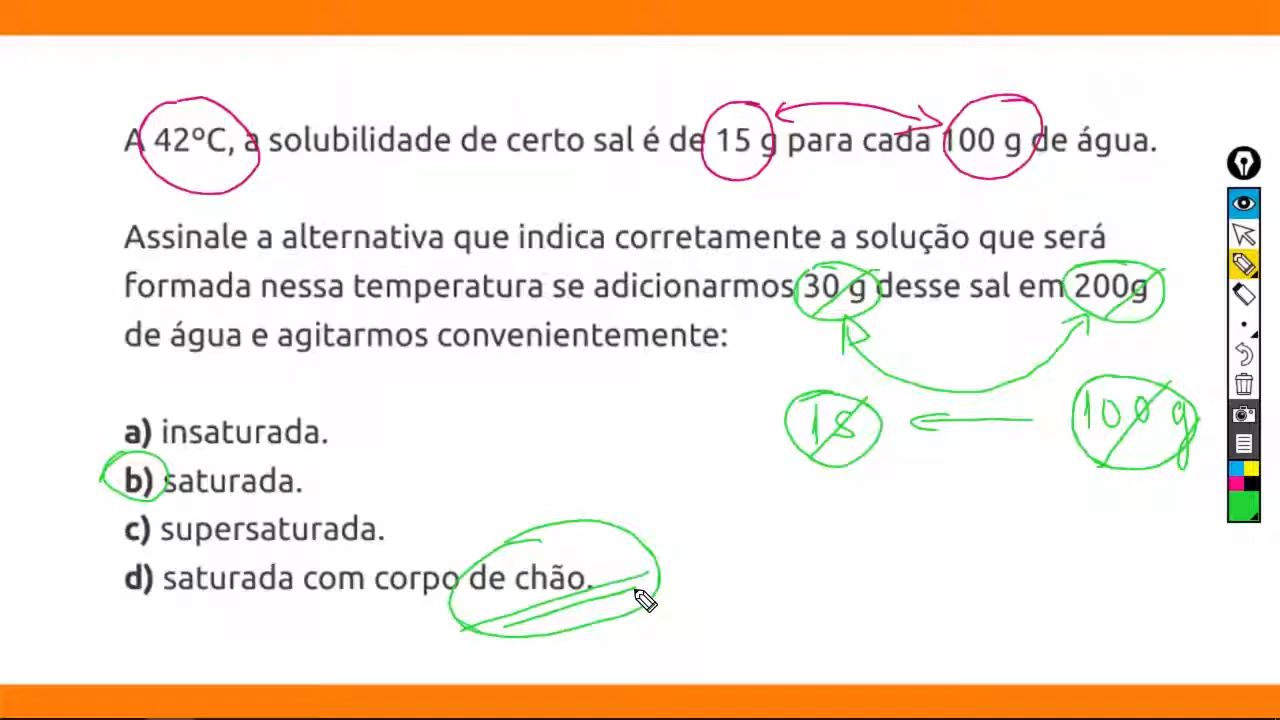 A 42ºC, a solubilidade de certo sal é de 15 g para cada 100 g de água.
Assinale a alternativa que indica corretamente a solução que será
formada nessa temperatura se adicionarmos 30 g desse sal em 200g
de água e agitarmos convenientemente:
15 100 g
a) insaturada.
b) saturada.
c) supersaturada.
d) saturada com corpo de chão.